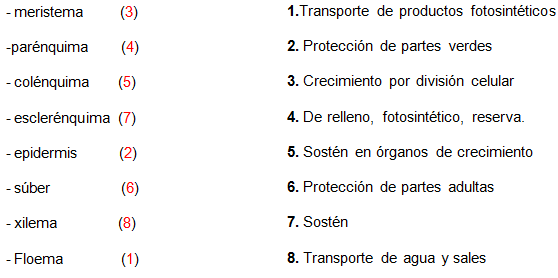 - meristema (3) 1.Transporte de productos fotosintéticos
-parénquima (4) 2. Protección de partes verdes
- colénquima (5) 3. Crecimiento por división celular
- esclerénquima (7) 4. De relleno, fotosintético, reserva.
- epidermis (2) 5. Sostén en órganos de crecimiento
- súber (6) 6. Protección de partes adultas
- xilema (8) 7. Sostén
- Floema (1) 8. Transporte de agua y sales